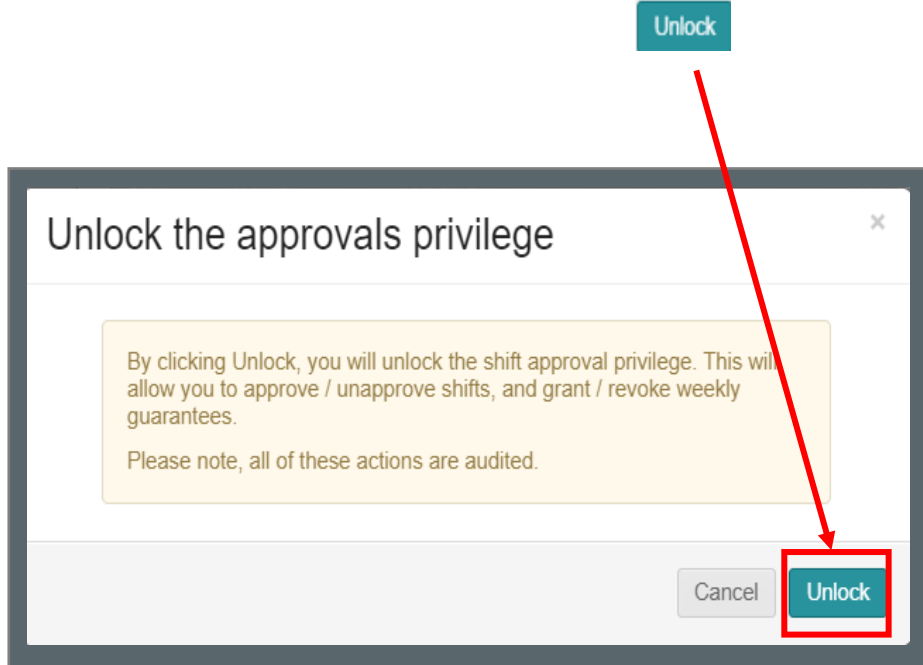 Unlock
Unlock the approvals privilege
×
By clicking Unlock, you will unlock the shift approval privilege. This will
allow you to approve / unapprove shifts, and grant / revoke weekly
guarantees.
Please note, all of these actions are audited.
Cancel
Unlock